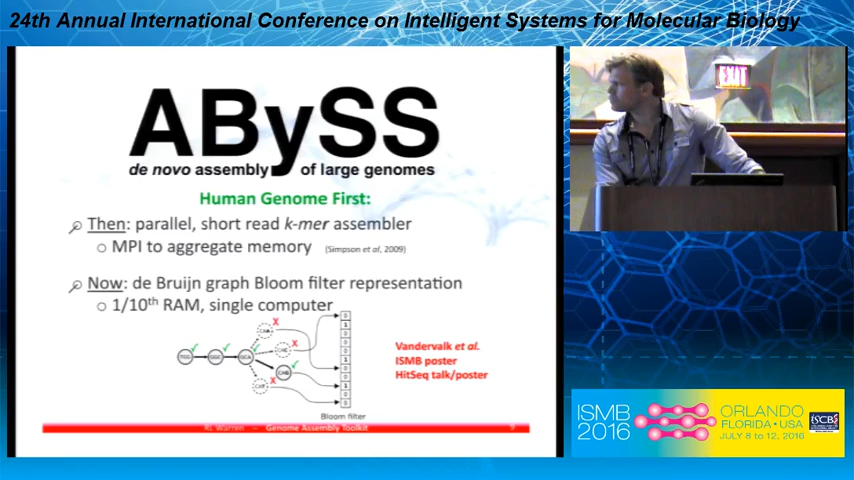 24th Annual International Conference on Intelligent Systems for Molecular Biology
ABySS
de novo assembly of large genomes
Human Genome First:
Then: parallel, short read k-mer assembler
MPI to aggregate memory (Simpson et al, 2009)
Now: de Bruijn graph Bloom filter representation
1/10th RAM, single computer
Vandervalk et al.
ISMB poster
HitSeq talk/poster
Bloom filter
RL Warren – Genome Assembly Toolkit 9
EXIT
ISMB
2016
ORLANDO
FLORIDA • USA
JULY 8 to 12, 2016
ISCB